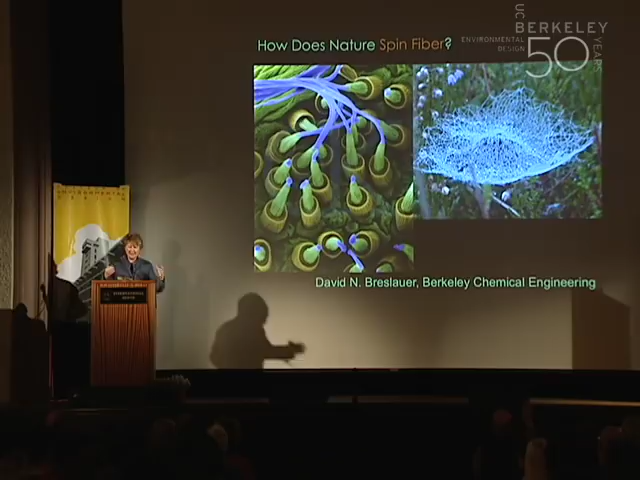 UC
BERKELEY
ENVIRONMENTAL
DESIGN
50
YEARS
How Does Nature Spin Fiber?
David N. Breslauer, Berkeley Chemical Engineering